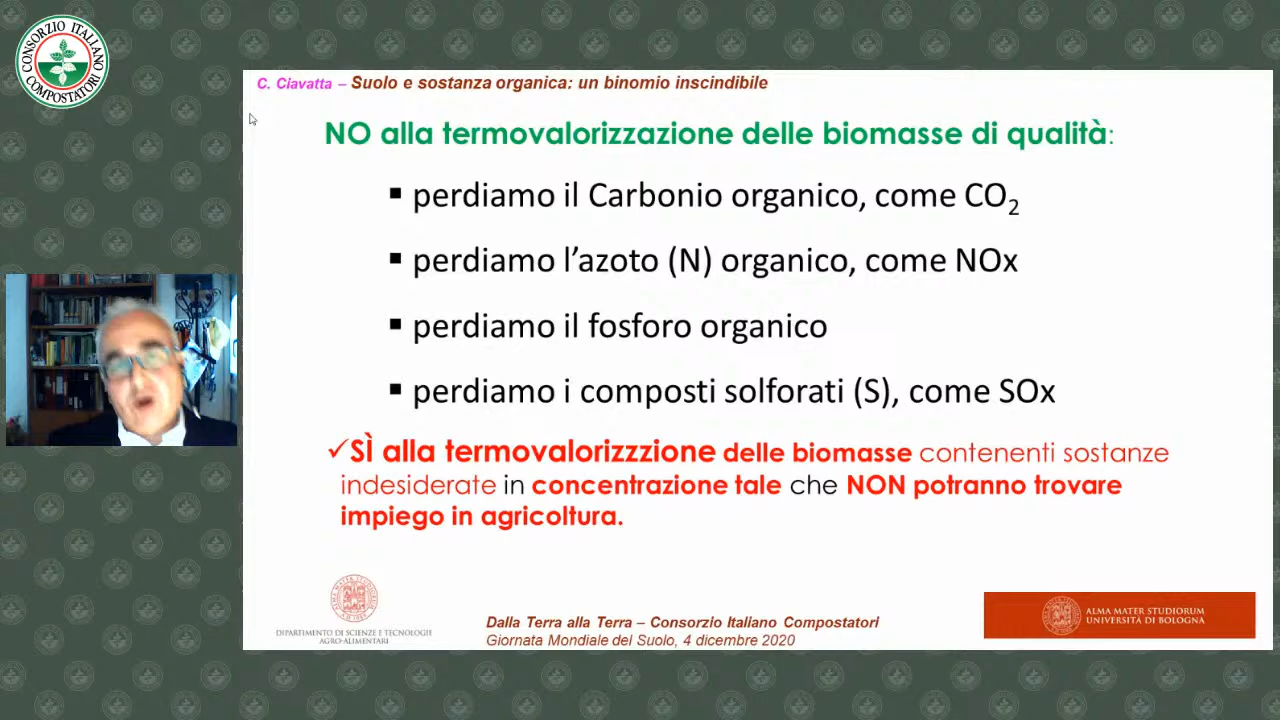 CONSORZIO ITALIANO COMPOSTATORI
C. Ciavatta – Suolo e sostanza organica: un binomio inscindibile
NO alla termovalorizzazione delle biomasse di qualità:
▪ perdiamo il Carbonio organico, come CO2
▪ perdiamo l’azoto (N) organico, come NOx
▪ perdiamo il fosforo organico
▪ perdiamo i composti solforati (S), come SOx
✓SÌ alla termovalorizzzione delle biomasse contenenti sostanze
indesiderate in concentrazione tale che NON potranno trovare
impiego in agricoltura.
DIPARTIMENTO DI SCIENZE E TECNOLOGIE
AGRO-ALIMENTARI
Dalla Terra alla Terra – Consorzio Italiano Compostatori
Giornata Mondiale del Suolo, 4 dicembre 2020
ALMA MATER STUDIORUM
UNIVERSITÀ DI BOLOGNA